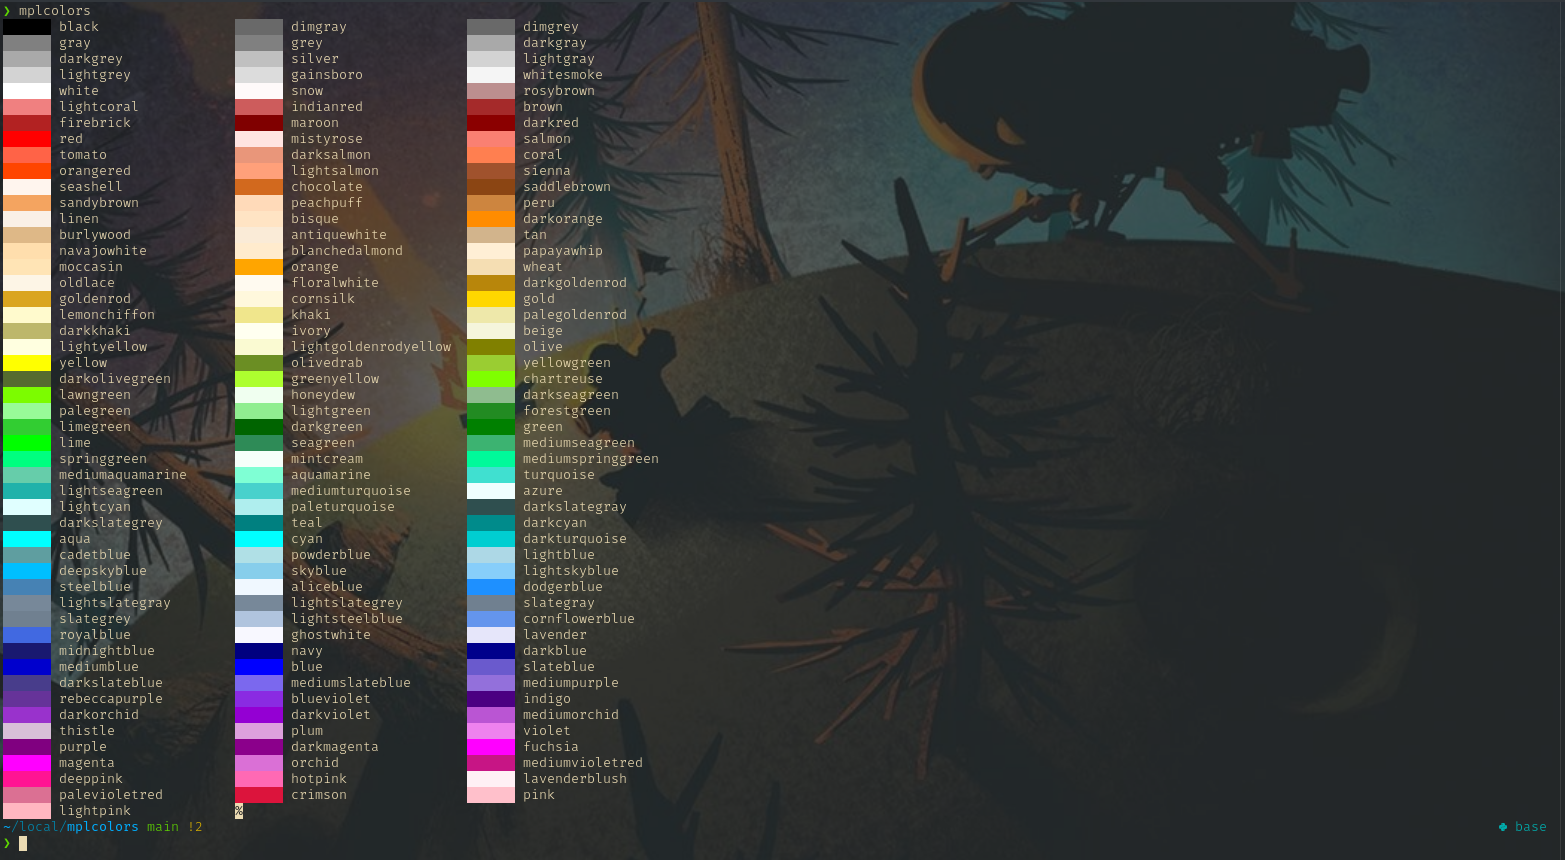 ❯ mplcolors
black dimgray dimgrey
gray grey darkgray
darkgrey silver lightgray
lightgrey gainsboro whitesmoke
white snow rosybrown
lightcoral indianred brown
firebrick maroon darkred
red mistyrose salmon
tomato darksalmon coral
orangered lightsalmon sienna
seashell chocolate saddlebrown
sandybrown peachpuff peru
linen bisque darkorange
burlywood antiquewhite tan
navajowhite blanchedalmond papayawhip
moccasin orange wheat
oldlace floralwhite darkgoldenrod
goldenrod cornsilk gold
lemonchiffon khaki palegoldenrod
darkkhaki ivory beige
lightyellow lightgoldenrodyellow olive
yellow olivedrab yellowgreen
darkolivegreen greenyellow chartreuse
lawngreen honeydew darkseagreen
palegreen lightgreen forestgreen
limegreen darkgreen green
lime seagreen mediumseagreen
springgreen mintcream mediumspringgreen
mediumaquamarine aquamarine turquoise
lightseagreen mediumturquoise azure
lightcyan paleturquoise darkslategray
darkslategrey teal darkcyan
aqua cyan darkturquoise
cadetblue powderblue lightblue
deepskyblue skyblue lightskyblue
steelblue aliceblue dodgerblue
lightslategray lightslategrey slategray
slategrey lightsteelblue cornflowerblue
royalblue ghostwhite lavender
midnightblue navy darkblue
mediumblue blue slateblue
darkslateblue mediumslateblue mediumpurple
rebeccapurple blueviolet indigo
darkorchid darkviolet mediumorchid
thistle plum violet
purple darkmagenta fuchsia
magenta orchid mediumvioletred
deeppink hotpink lavenderblush
palevioletred crimson pink
lightpink %
~/local/mplcolors main !2 base
❯